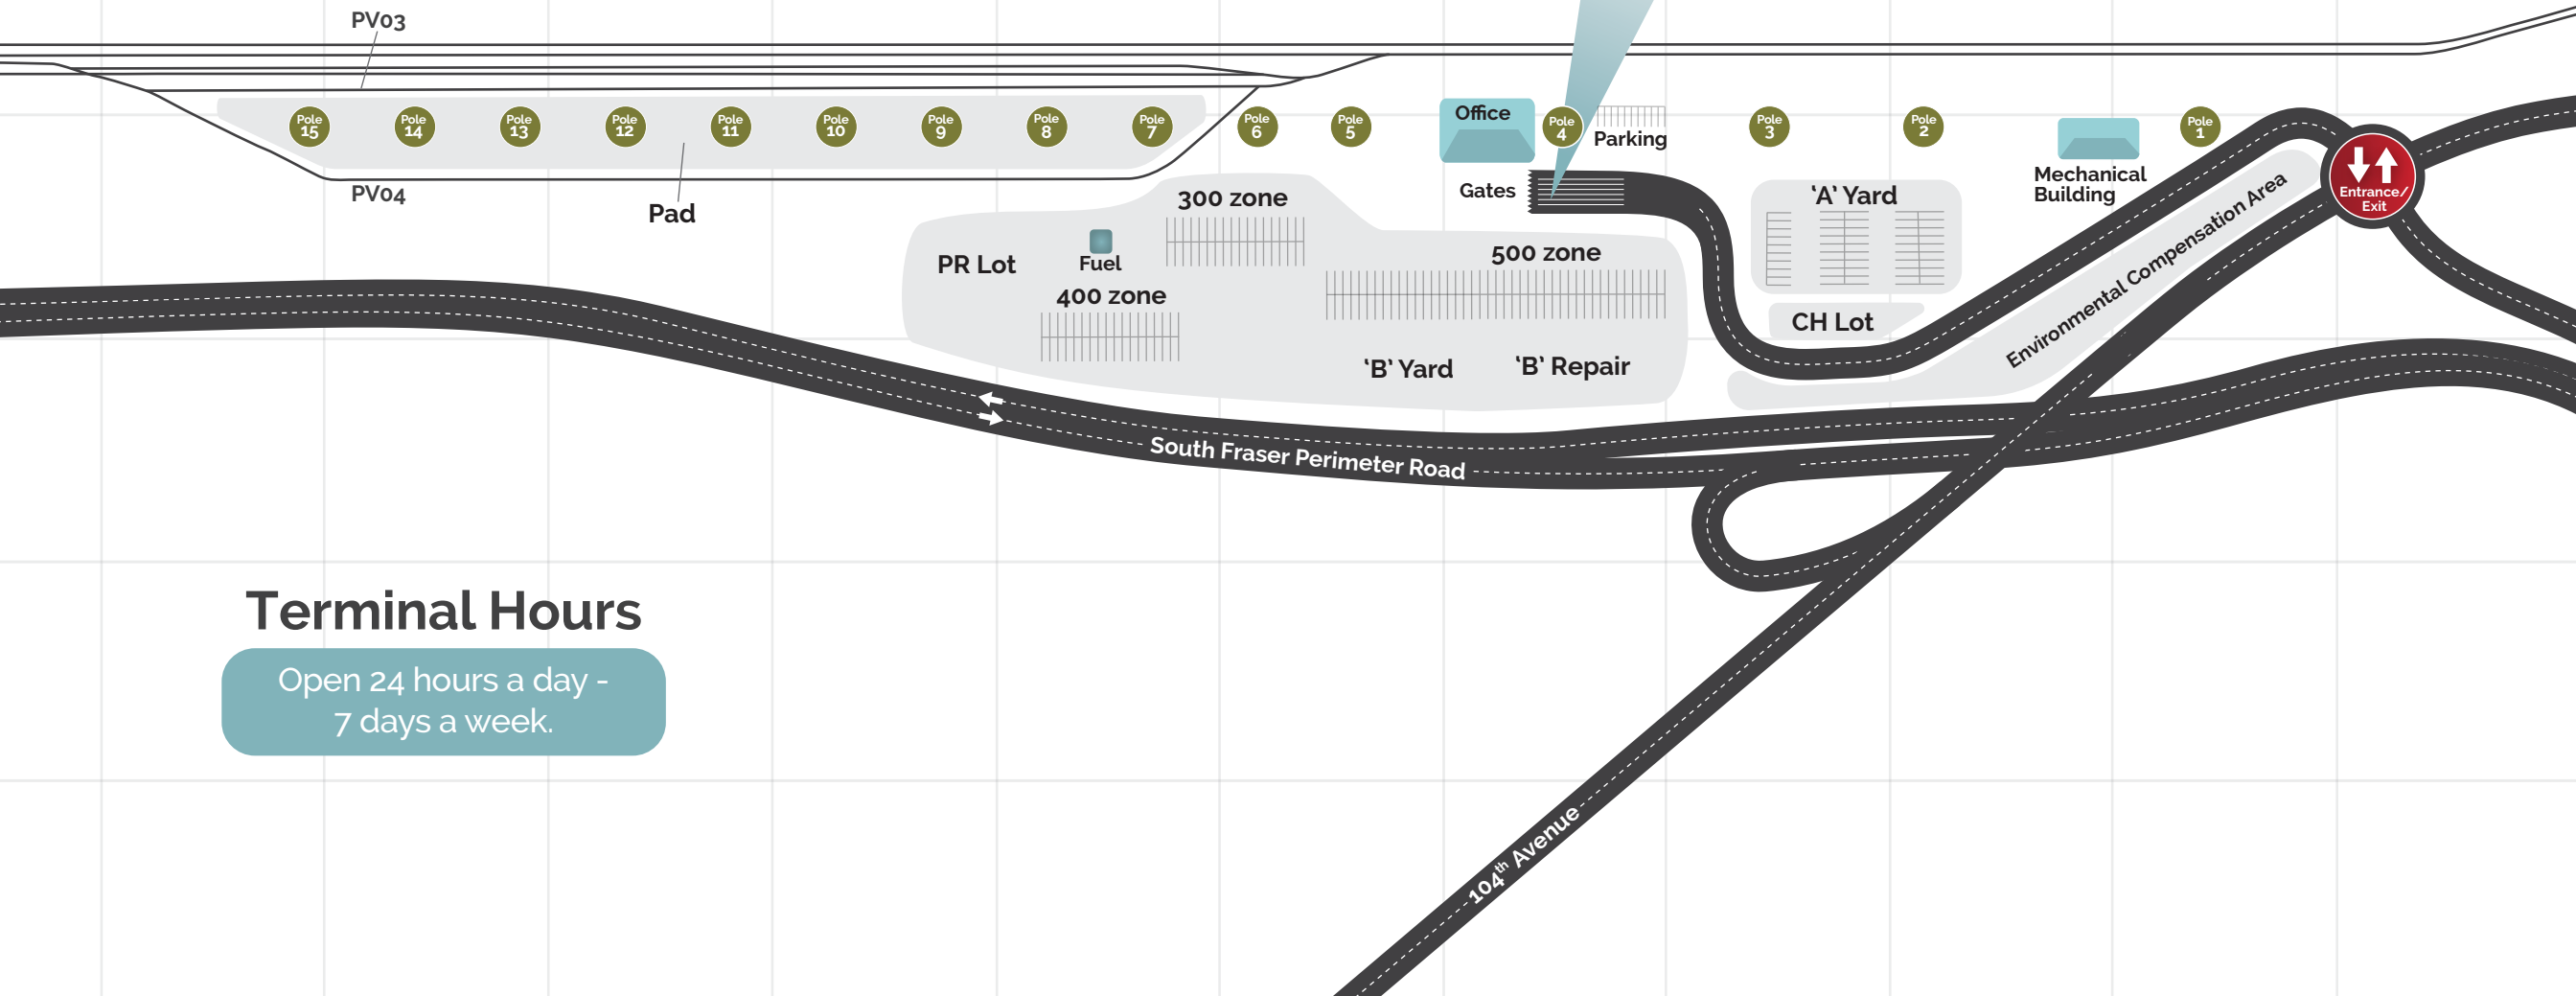 PV03
Pole
15
Pole
14
Pole
13
Pole
12
Pole
11
Pole
10
Pole
9
Pole
8
Pole
7
Pole
6
Pole
5
Office
Pole
4
Parking
Pole
3
Pole
2
Pole
1
Mechanical
Building
Entrance/
Exit
PV04
Pad
Gates
300 zone
‘A’ Yard
PR Lot
Fuel
500 zone
400 zone
CH Lot
Environmental Compensation Area
‘B’ Yard
‘B’ Repair
South Fraser Perimeter Road
Terminal Hours
Open 24 hours a day -
7 days a week.
104th Avenue